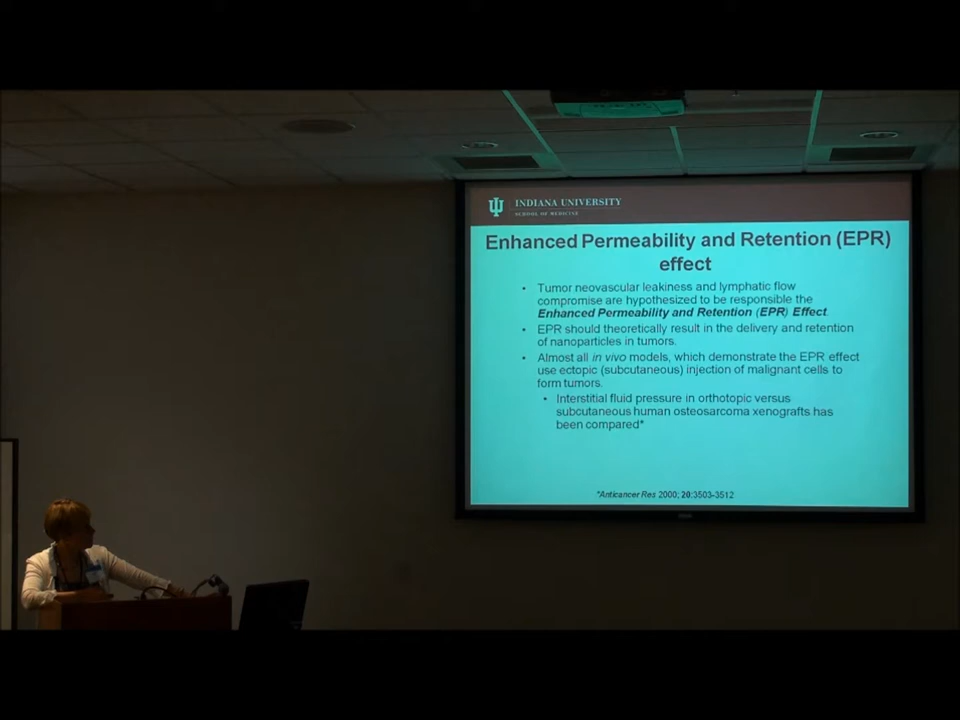 INDIANA UNIVERSITY
SCHOOL OF MEDICINE
Enhanced Permeability and Retention (EPR)
effect
• Tumor neovascular leakiness and lymphatic flow
compromise are hypothesized to be responsible the
Enhanced Permeability and Retention (EPR) Effect.
• EPR should theoretically result in the delivery and retention
of nanoparticles in tumors.
• Almost all in vivo models, which demonstrate the EPR effect
use ectopic (subcutaneous) injection of malignant cells to
form tumors.
• Interstitial fluid pressure in orthotopic versus
subcutaneous human osteosarcoma xenografts has
been compared*
*Anticancer Res 2000; 20:3503-3512